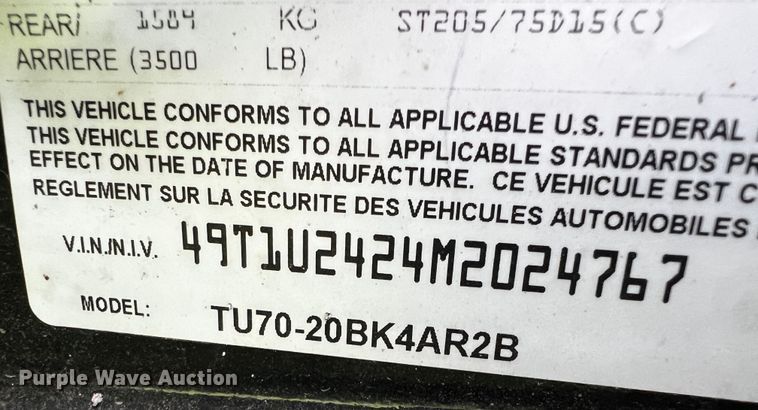 REAR/ 1584 KG ST205/75D15(C)
ARRIERE (3500 LB)
THIS VEHICLE CONFORMS TO ALL APPLICABLE U.S. FEDERAL
THIS VEHICLE CONFORMS TO ALL APPLICABLE STANDARDS PR
EFFECT ON THE DATE OF MANUFACTURE. CE VEHICULE EST C
REGLEMENT SUR LA SECURITE DES VEHICULES AUTOMOBILES
V.I.N./N.I.V. 49T1U2424M2024767
MODEL: TU70-20BK4AR2B
Purple Wave Auction